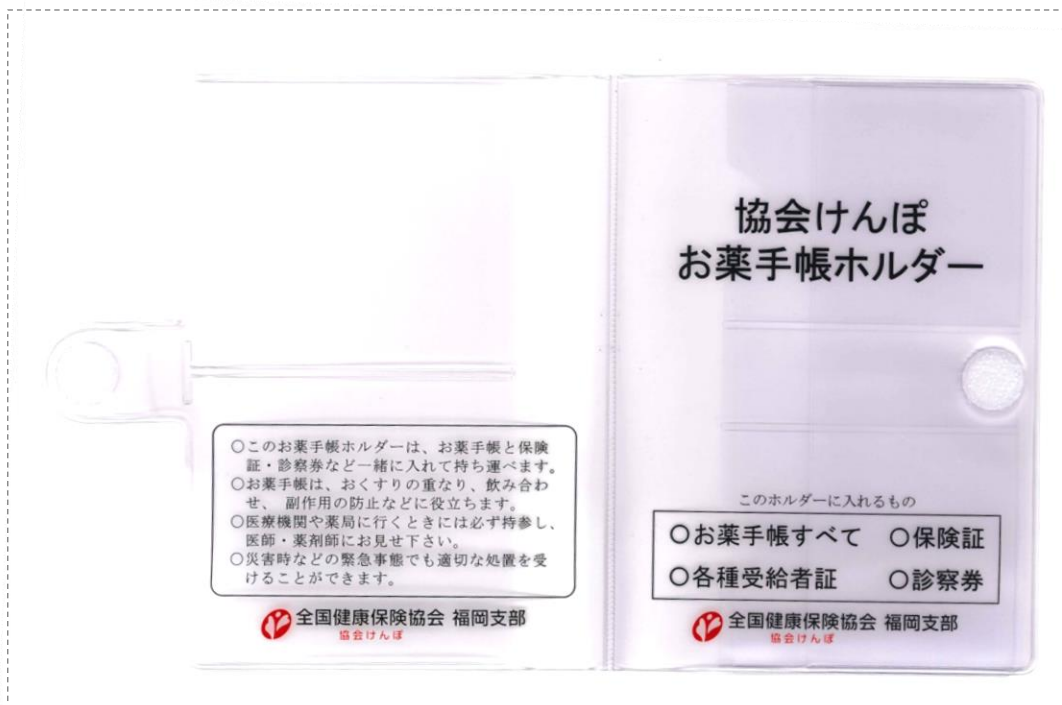 協会けんぽ
お薬手帳ホルダー
このホルダーに入れるもの
○お薬手帳すべて ○保険証
○各種受給者証 ○診察券
全国健康保険協会 福岡支部
協会けんぽ
○このお薬手帳ホルダーは、お薬手帳と保険
証・診察券など一緒に入れて持ち運べます。
○お薬手帳は、おくすりの重なり、飲み合わ
せ、 副作用の防止などに役立ちます。
○医療機関や薬局に行くときには必ず持参し、
医師・薬剤師にお見せ下さい。
○災害時などの緊急事態でも適切な処置を受
けることができます。
全国健康保険協会 福岡支部
協会けんぽ